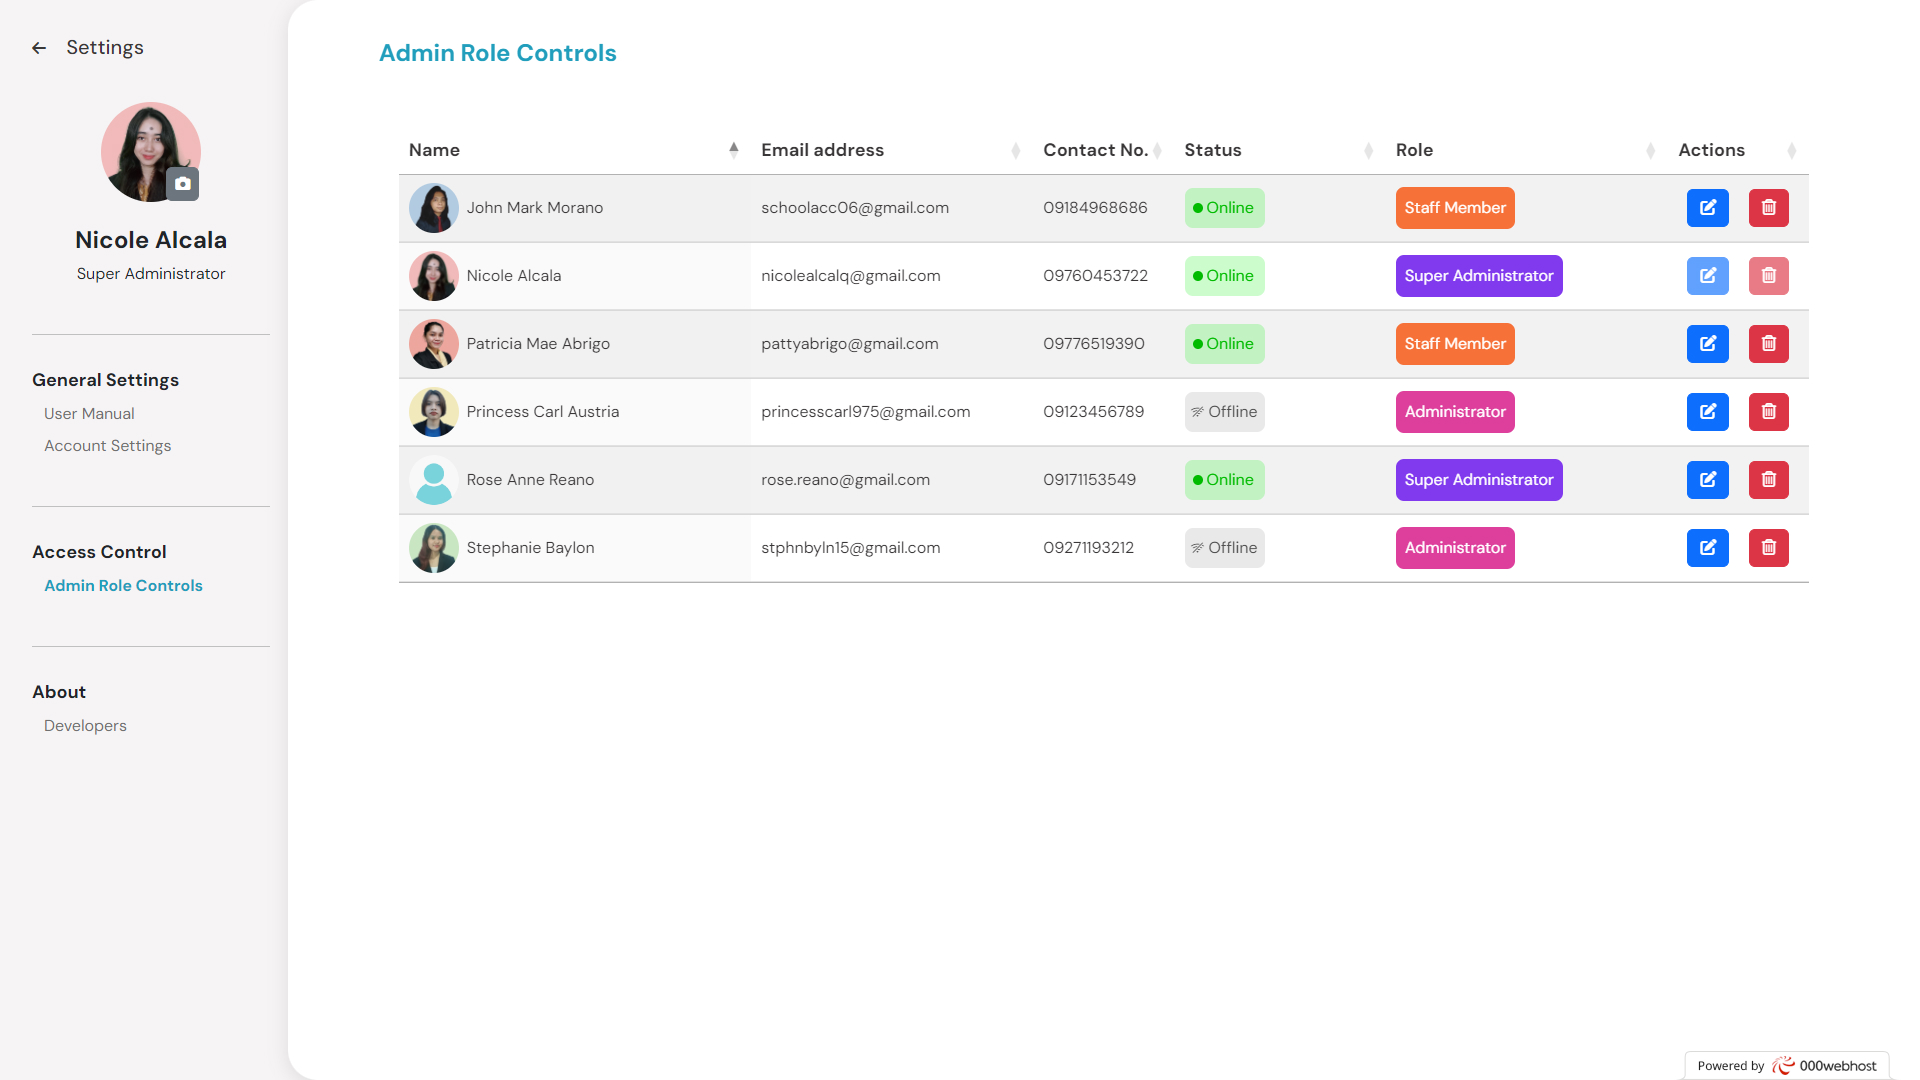 Settings
Nicole Alcala
Super Administrator
General Settings
User Manual
Account Settings
Access Control
Admin Role Controls
About
Developers
Admin Role Controls
Name Email address Contact No. Status Role Actions
John Mark Morano schoolacc06@gmail.com 09184968686 Online Staff Member
Nicole Alcala nicolealcalq@gmail.com 09760453722 Online Super Administrator
Patricia Mae Abrigo pattyabrigo@gmail.com 09776519390 Online Staff Member
Princess Carl Austria princesscarl975@gmail.com 09123456789 Offline Administrator
Rose Anne Reano rose.reano@gmail.com 09171153549 Online Super Administrator
Stephanie Baylon stphnbyln15@gmail.com 09271193212 Offline Administrator
Powered by 000webhost